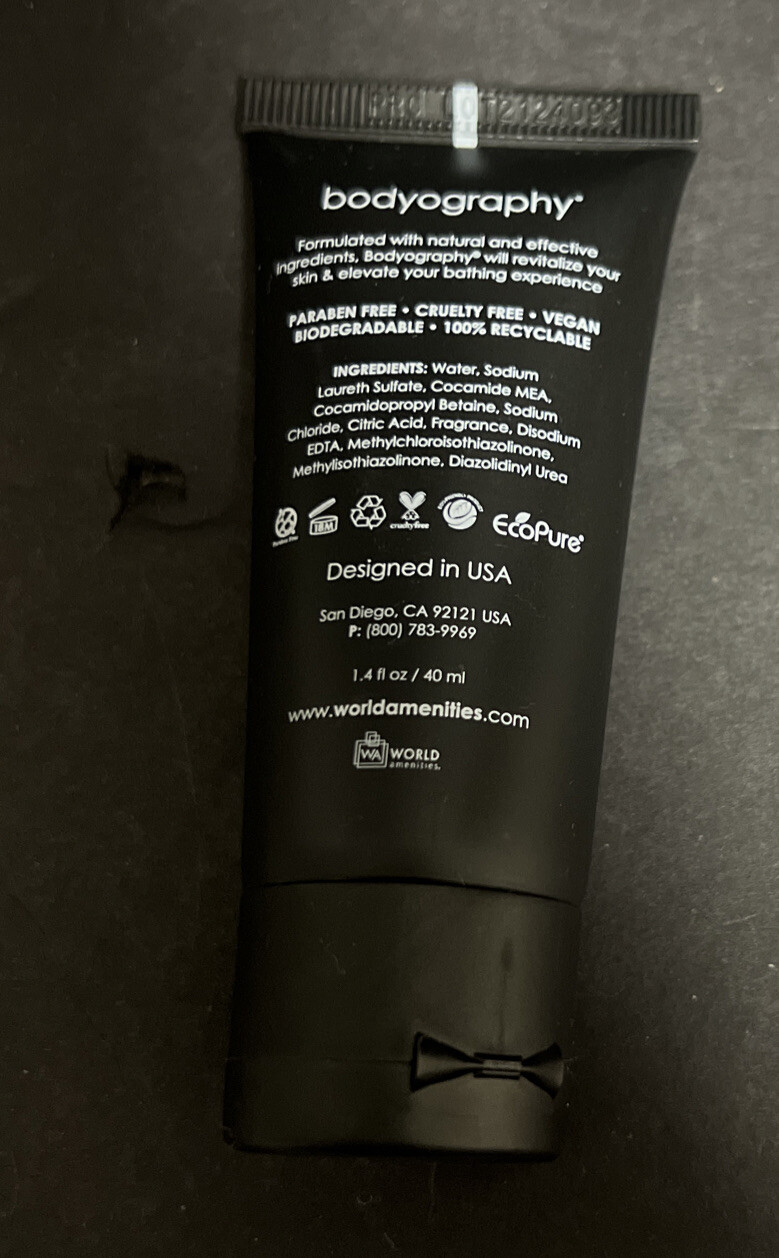 bodyography®
Formulated with natural and effective
ingredients, Bodyography® will revitalize your
skin & elevate your bathing experience
PARABEN FREE • CRUELTY FREE • VEGAN
BIODEGRADABLE • 100% RECYCLABLE
INGREDIENTS: Water, Sodium
Laureth Sulfate, Cocamide MEA,
Cocamidopropyl Betaine, Sodium
Chloride, Citric Acid, Fragrance, Disodium
EDTA, Methylchloroisothiazolinone,
Methylisothiazolinone, Diazolidinyl Urea
18M crueltyfree EcoPure®
Designed in USA
San Diego, CA 92121 USA
P: (800) 783-9969
1.4 fl oz / 40 ml
www.worldamenities.com
WA WORLD
amenities.